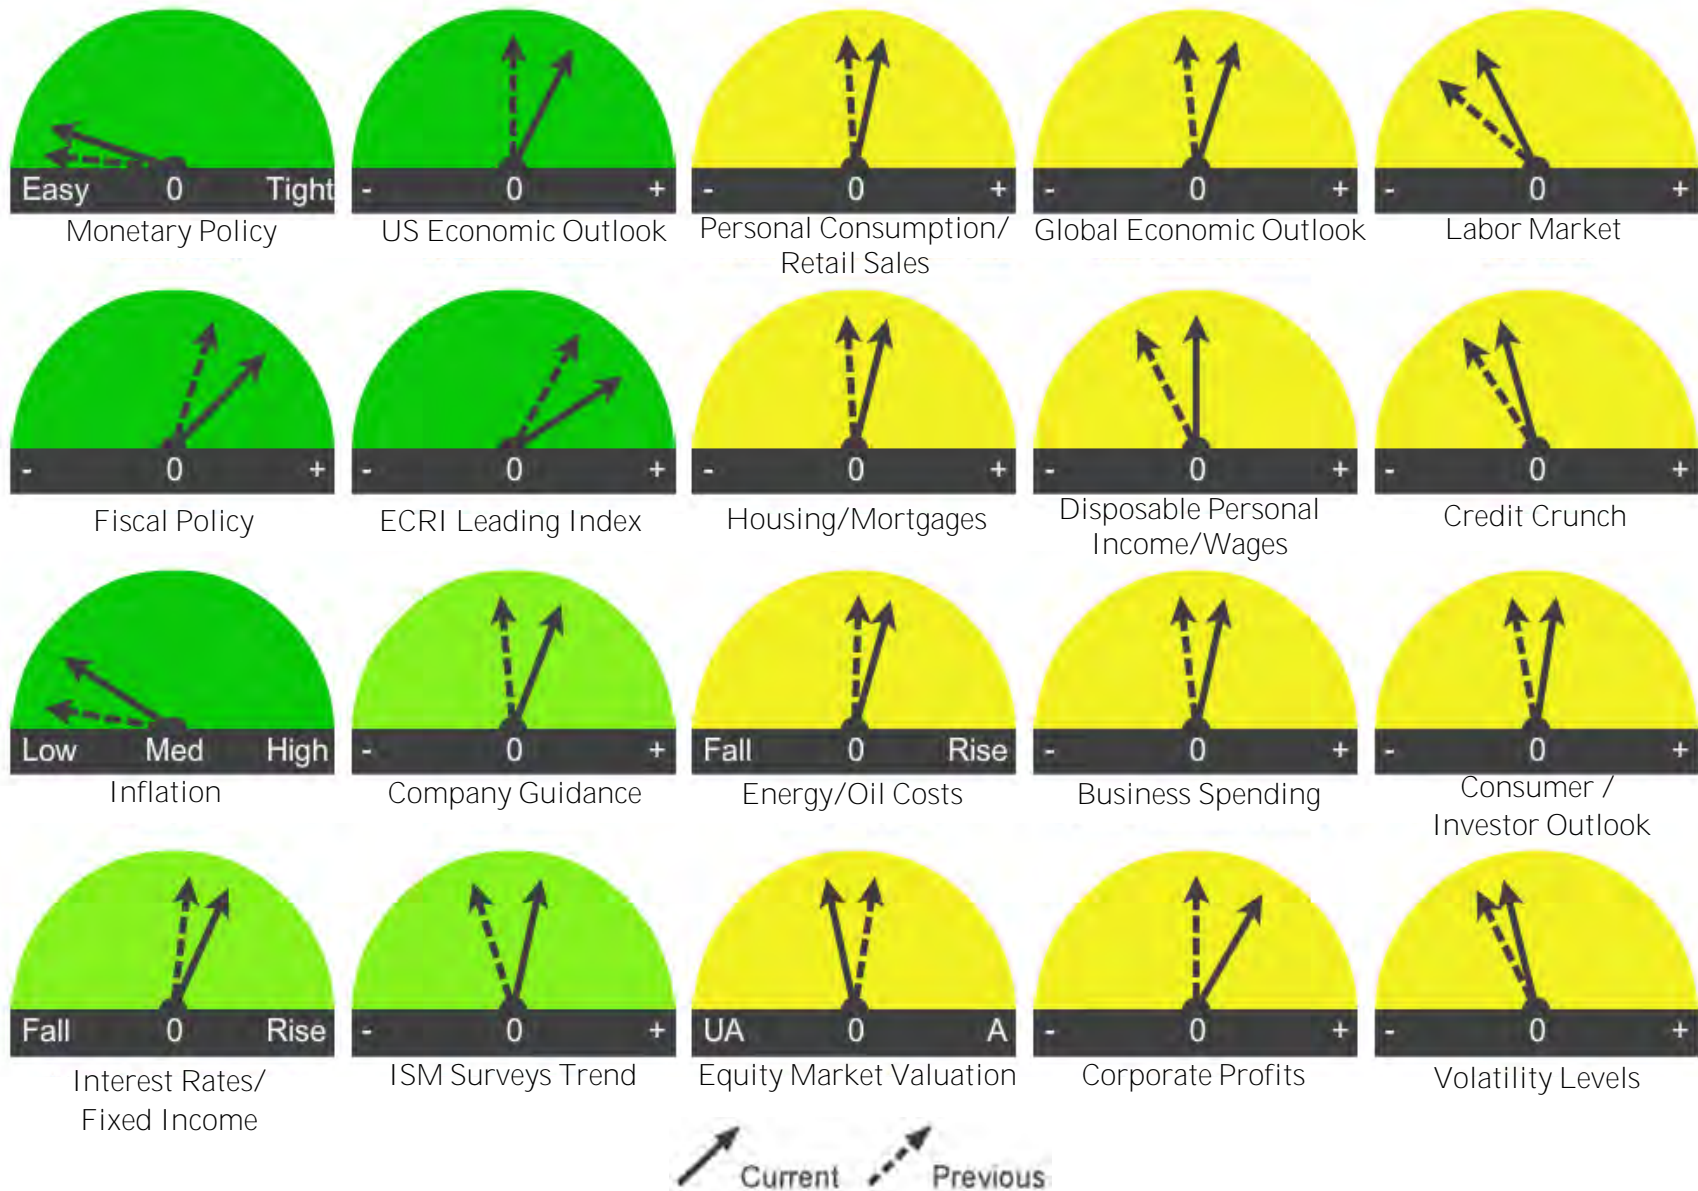 Easy 0 Tight
- 0 +
- 0 +
- 0 +
- 0 +
Monetary Policy
US Economic Outlook
Personal Consumption/
Retail Sales
Global Economic Outlook
Labor Market
- 0 +
- 0 +
- 0 +
- 0 +
- 0 +
Fiscal Policy
ECRI Leading Index
Housing/Mortgages
Disposable Personal
Income/Wages
Credit Crunch
Low Med High
- 0 +
Fall 0 Rise
- 0 +
- 0 +
Inflation
Company Guidance
Energy/Oil Costs
Business Spending
Consumer /
Investor Outlook
Fall 0 Rise
- 0 +
UA 0 A
- 0 +
- 0 +
Interest Rates/
Fixed Income
ISM Surveys Trend
Equity Market Valuation
Corporate Profits
Volatility Levels
Current Previous